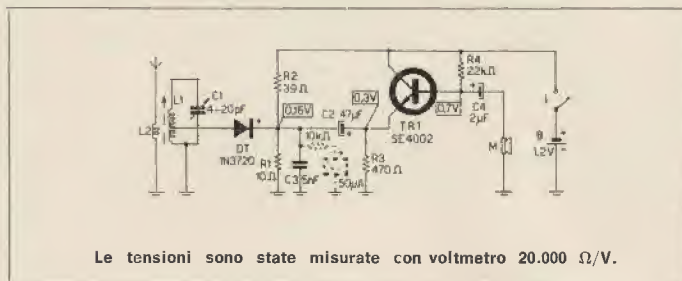 R4
22kΩ
R2
39Ω
L1
C1
4-20pF
0,16V
C2 47µF
0,3V
0,7V
C4
2µF
L2
TR1
SE4002
I
B
1,2V
M
10kΩ
DT
1N3720
R1
10Ω
C3 5nF
50µA
R3
470Ω
Le tensioni sono state misurate con voltmetro 20.000 Ω/V.